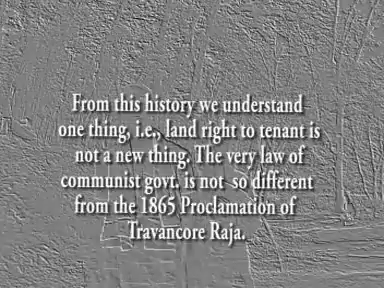 From this history we understand
one thing, i.e., land right to tenant is
not a new thing. The very law of
communist govt. is not so different
from the 1865 Proclamation of
Travancore Raja.